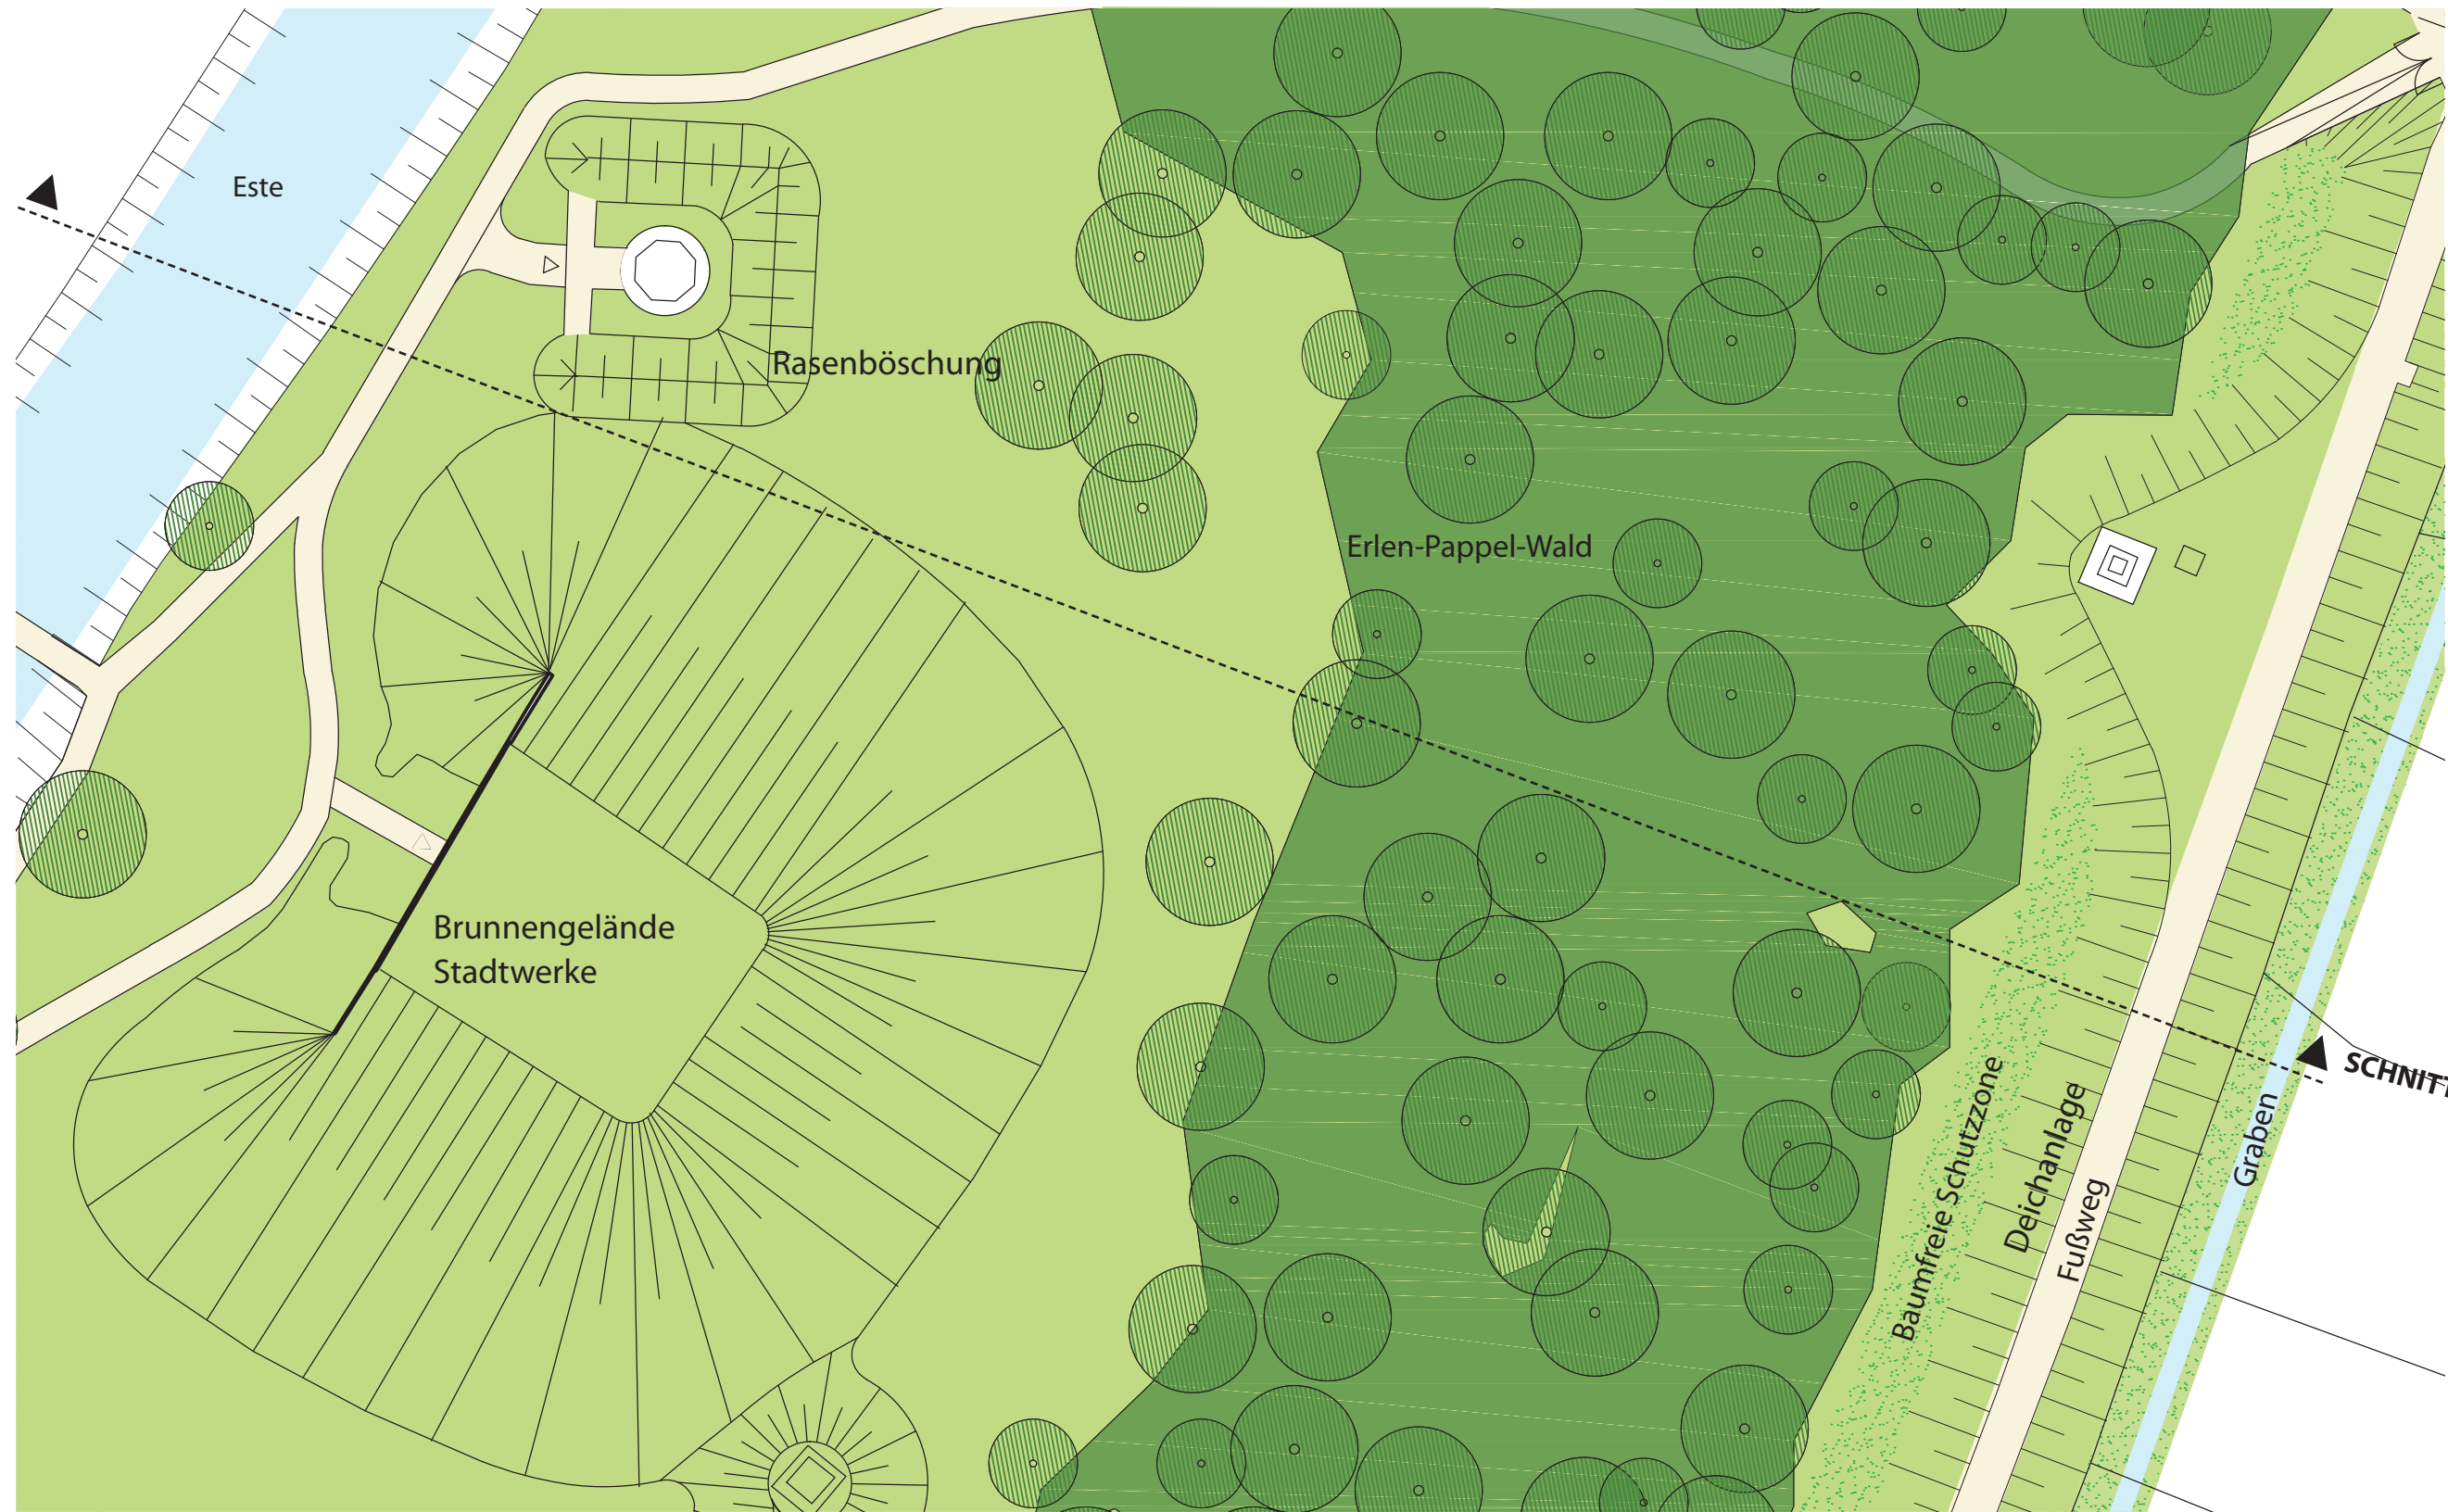 Este
Rasenböschung
Erlen-Pappel-Wald
Brunnengelände
Stadtwerke
Baumfreie Schutzzone
Deichanlage
Fußweg
Graben
SCHNITT